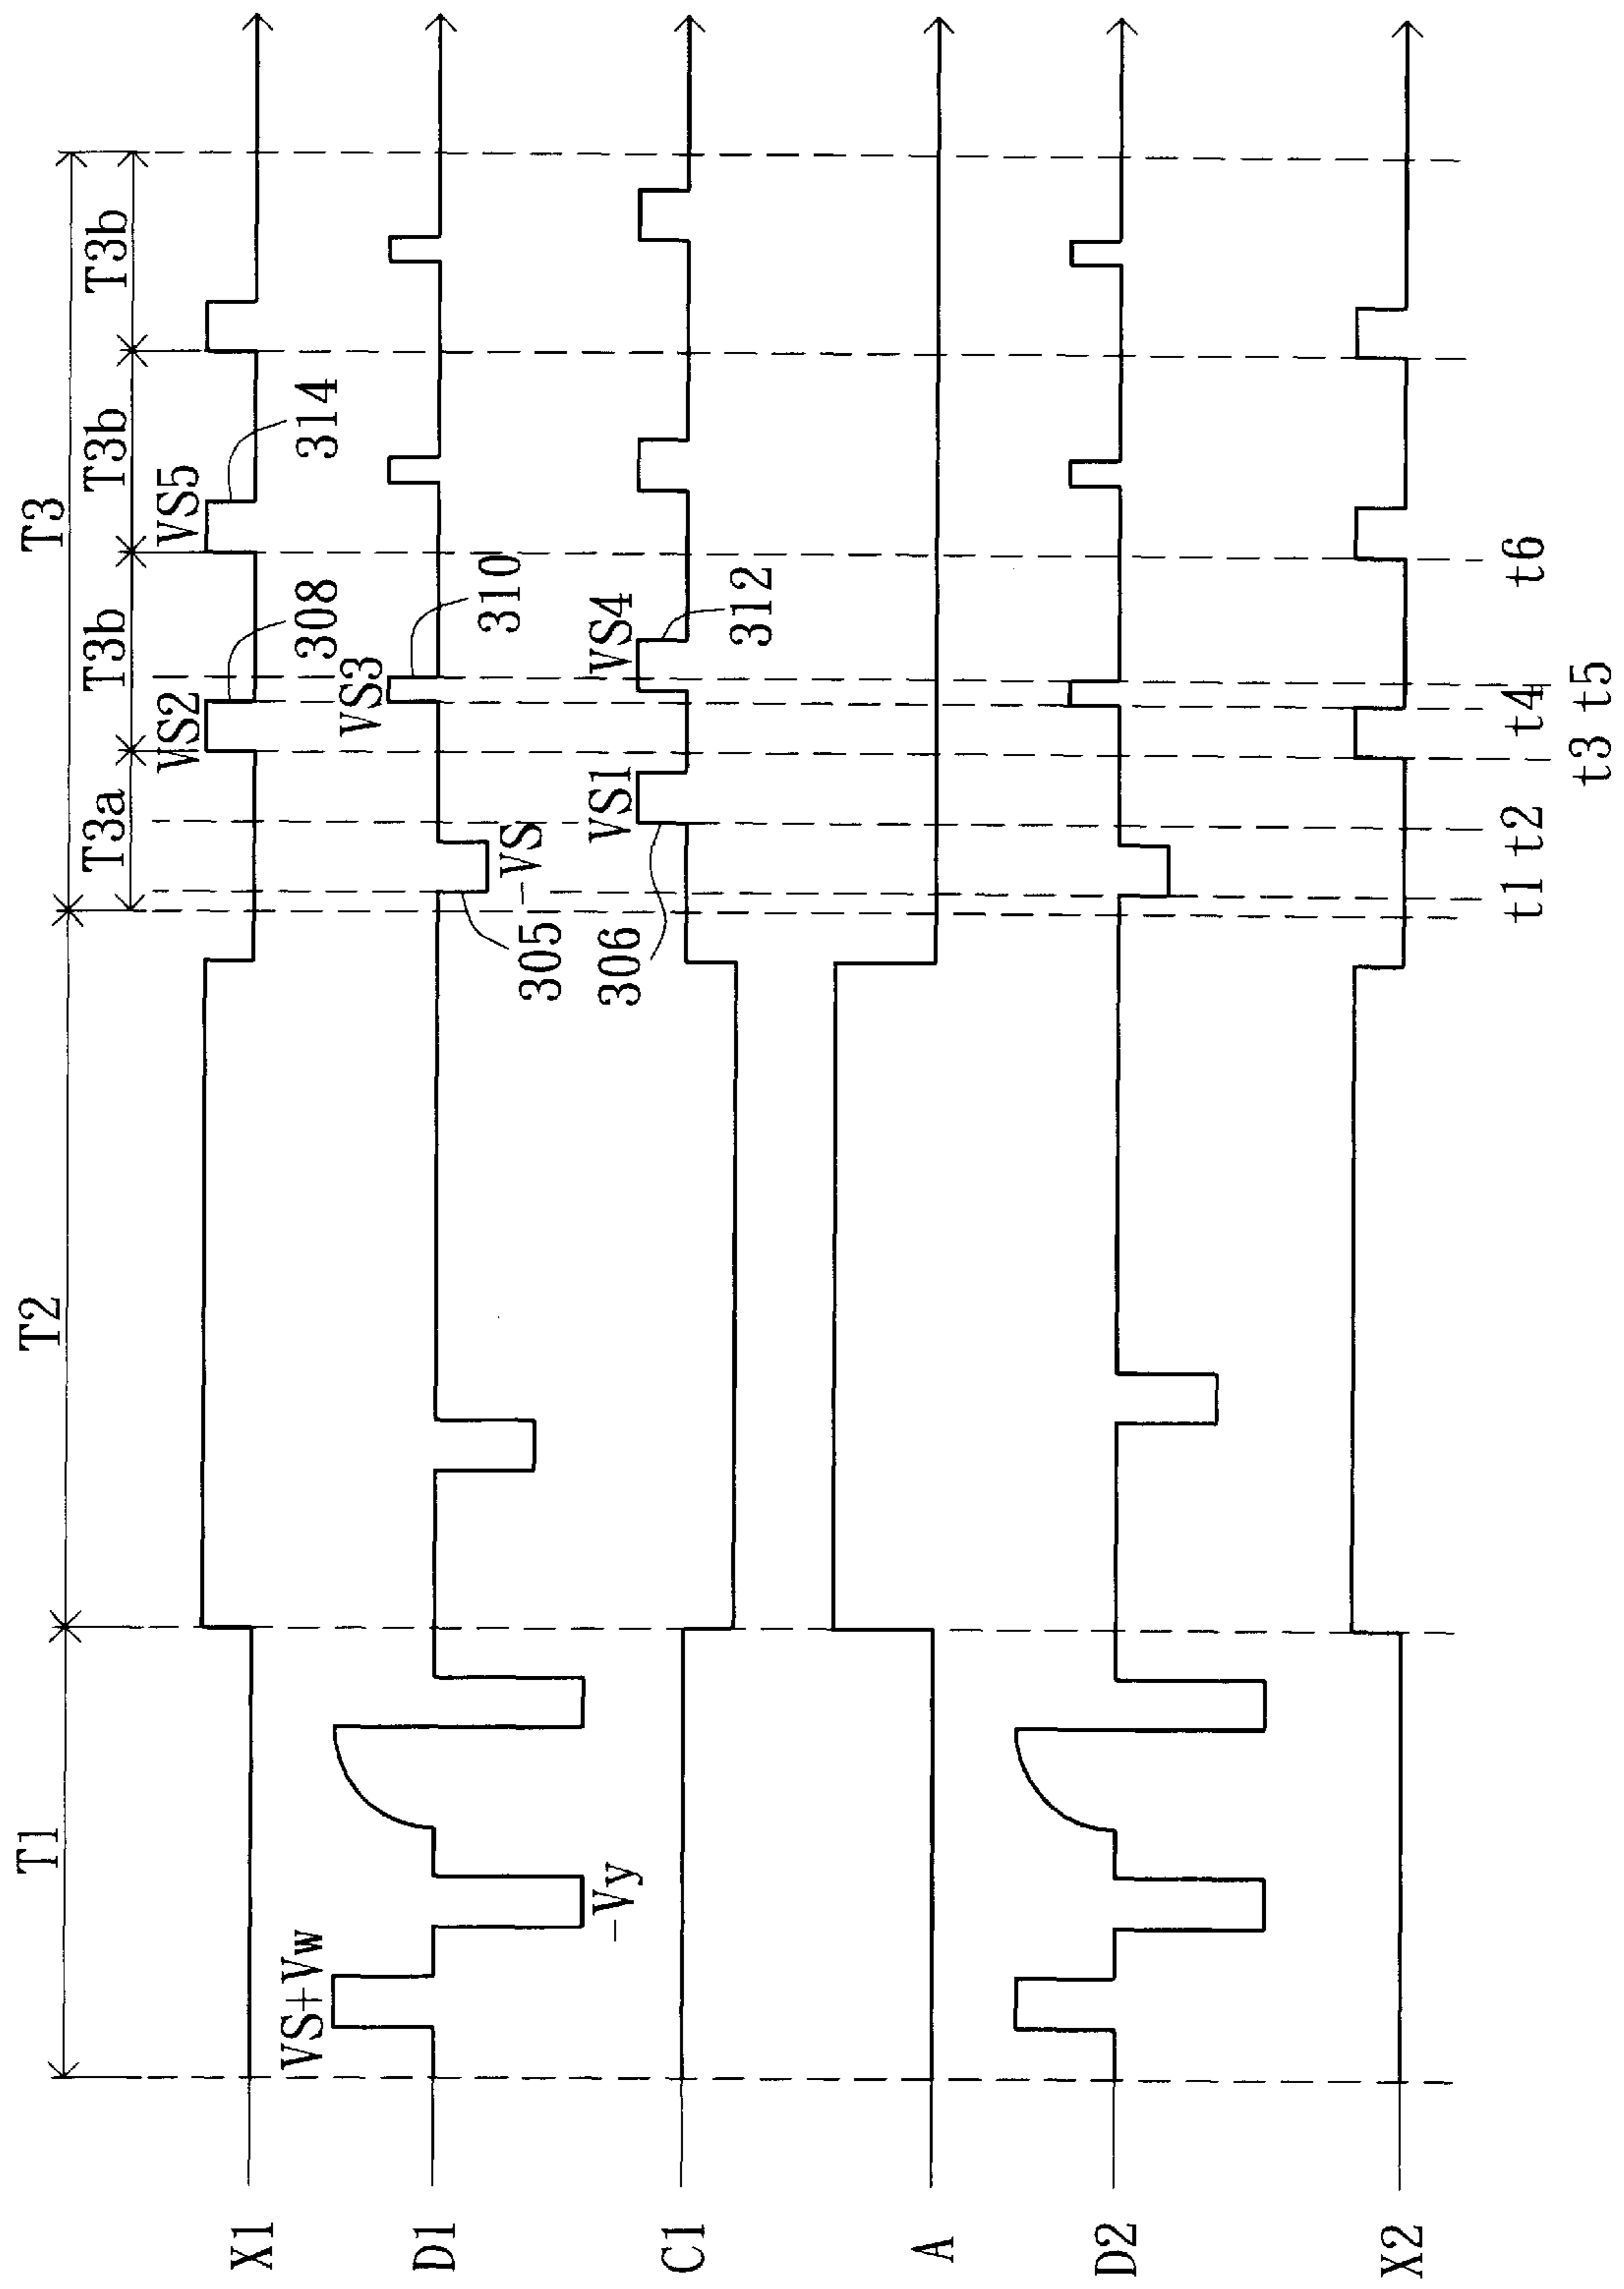 T1
T2
T3
T3a
T3b
T3b
T3b
X1
VS2
308
VS5
314
D1
VS+Vw
-Vy
305
-VS
VS3
310
C1
306
VS1
VS4
312
A
D2
X2
t1
t2
t3
t4
t5
t6